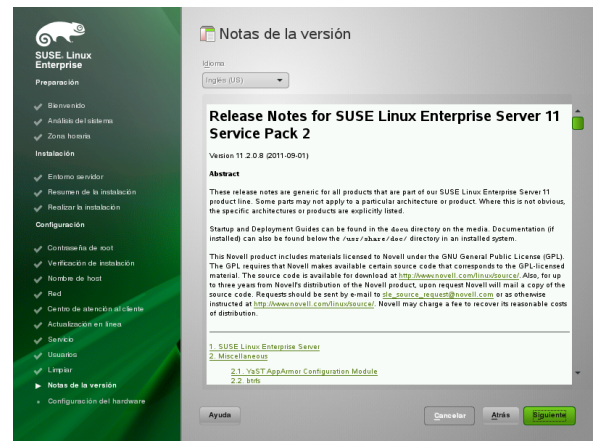 SUSE. Linux
Enterprise
Preparación
Bienvenido
Análisis del sistema
Zona horaria
Instalación
Entorno servidor
Resumen de la instalación
Realizar la instalación
Configuración
Contraseña de root
Verificación de instalación
Nombre de host
Red
Centro de atención al cliente
Actualización en línea
Servicio
Usuarios
Limpiar
Notas de la versión
Configuración del hardware
Notas de la versión
Idioma
Inglés (US)
Release Notes for SUSE Linux Enterprise Server 11
Service Pack 2
Version 11.2.0.8 (2011-09-01)
Abstract
These release notes are generic for all products that are part of our SUSE Linux Enterprise Server 11
product line. Some parts may not apply to a particular architecture or product. Where this is not obvious,
the specific architectures or products are explicitly listed.
Startup and Deployment Guides can be found in the docu directory on the media. Documentation (if
installed) can also be found below the /usr/share/doc/ directory in an installed system.
This Novell product includes materials licensed to Novell under the GNU General Public License (GPL).
The GPL requires that Novell makes available certain source code that corresponds to the GPL-licensed
material. The source code is available for download at http://www.novell.com/linux/source/. Also, for up
to three years from Novell's distribution of the Novell product, upon request Novell will mail a copy of the
source code. Requests should be sent by e-mail to sle_source_request@novell.com or as otherwise
instructed at http://www.novell.com/linux/source/. Novell may charge a fee to recover its reasonable costs
of distribution.
1. SUSE Linux Enterprise Server
2. Miscellaneous
2.1. YaST AppArmor Configuration Module
2.2. btrfs
Ayuda
Cancelar
Atrás
Siguiente